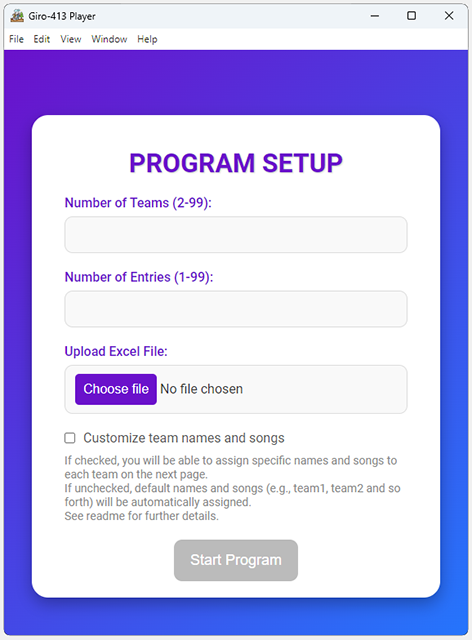 Giro-413 Player
File Edit View Window Help
PROGRAM SETUP
Number of Teams (2-99):
Number of Entries (1-99):
Upload Excel File:
Choose file No file chosen
Customize team names and songs
If checked, you will be able to assign specific names and songs to
each team on the next page.
If unchecked, default names and songs (e.g., team1, team2 and so
forth) will be automatically assigned.
See readme for further details.
Start Program